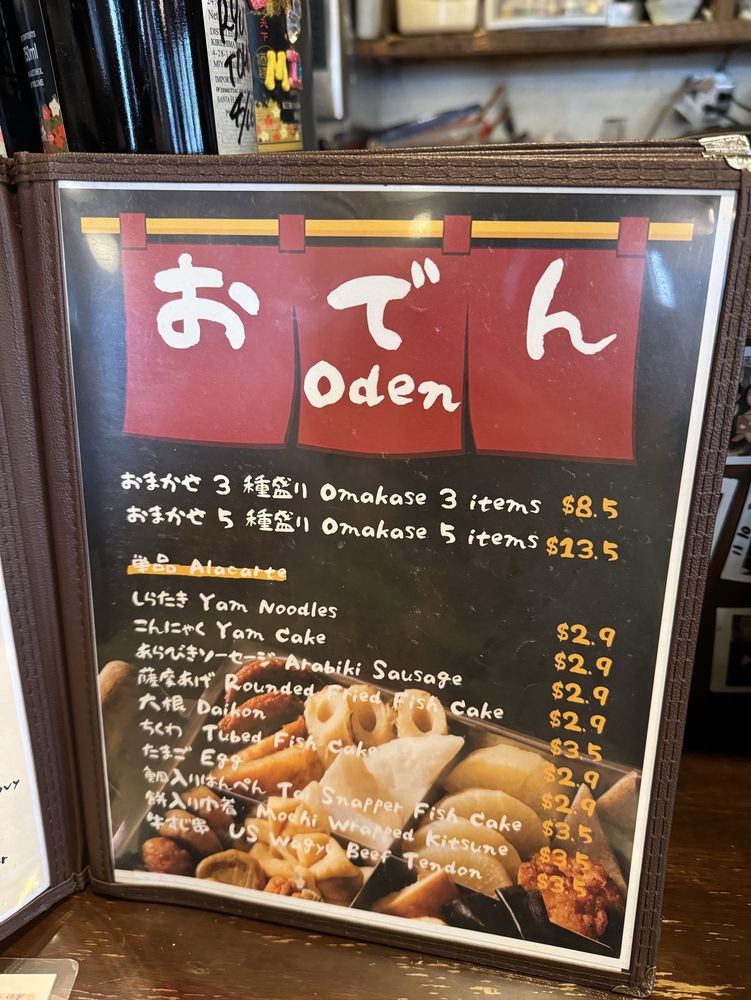 おでん
Oden
おまかせ 3 種盛り Omakase 3 items $8.5
おまかせ 5 種盛り Omakase 5 items $13.5
単品 Alacarte
しらたき Yam Noodles $2.9
こんにゃく Yam Cake $2.9
あらびきソーセージ Arabiki Sausage $2.9
薩摩あげ Rounded Fried Fish Cake $2.9
大根 Daikon $3.5
ちくわ Tubed Fish Cake $2.9
たまご Egg $2.9
鯛入りはんぺん Tai Snapper Fish Cake $3.5
餅入り巾着 Mochi Wrapped Kitsune $3.5
牛すじ串 US Wagyu Beef Tendon $3.5